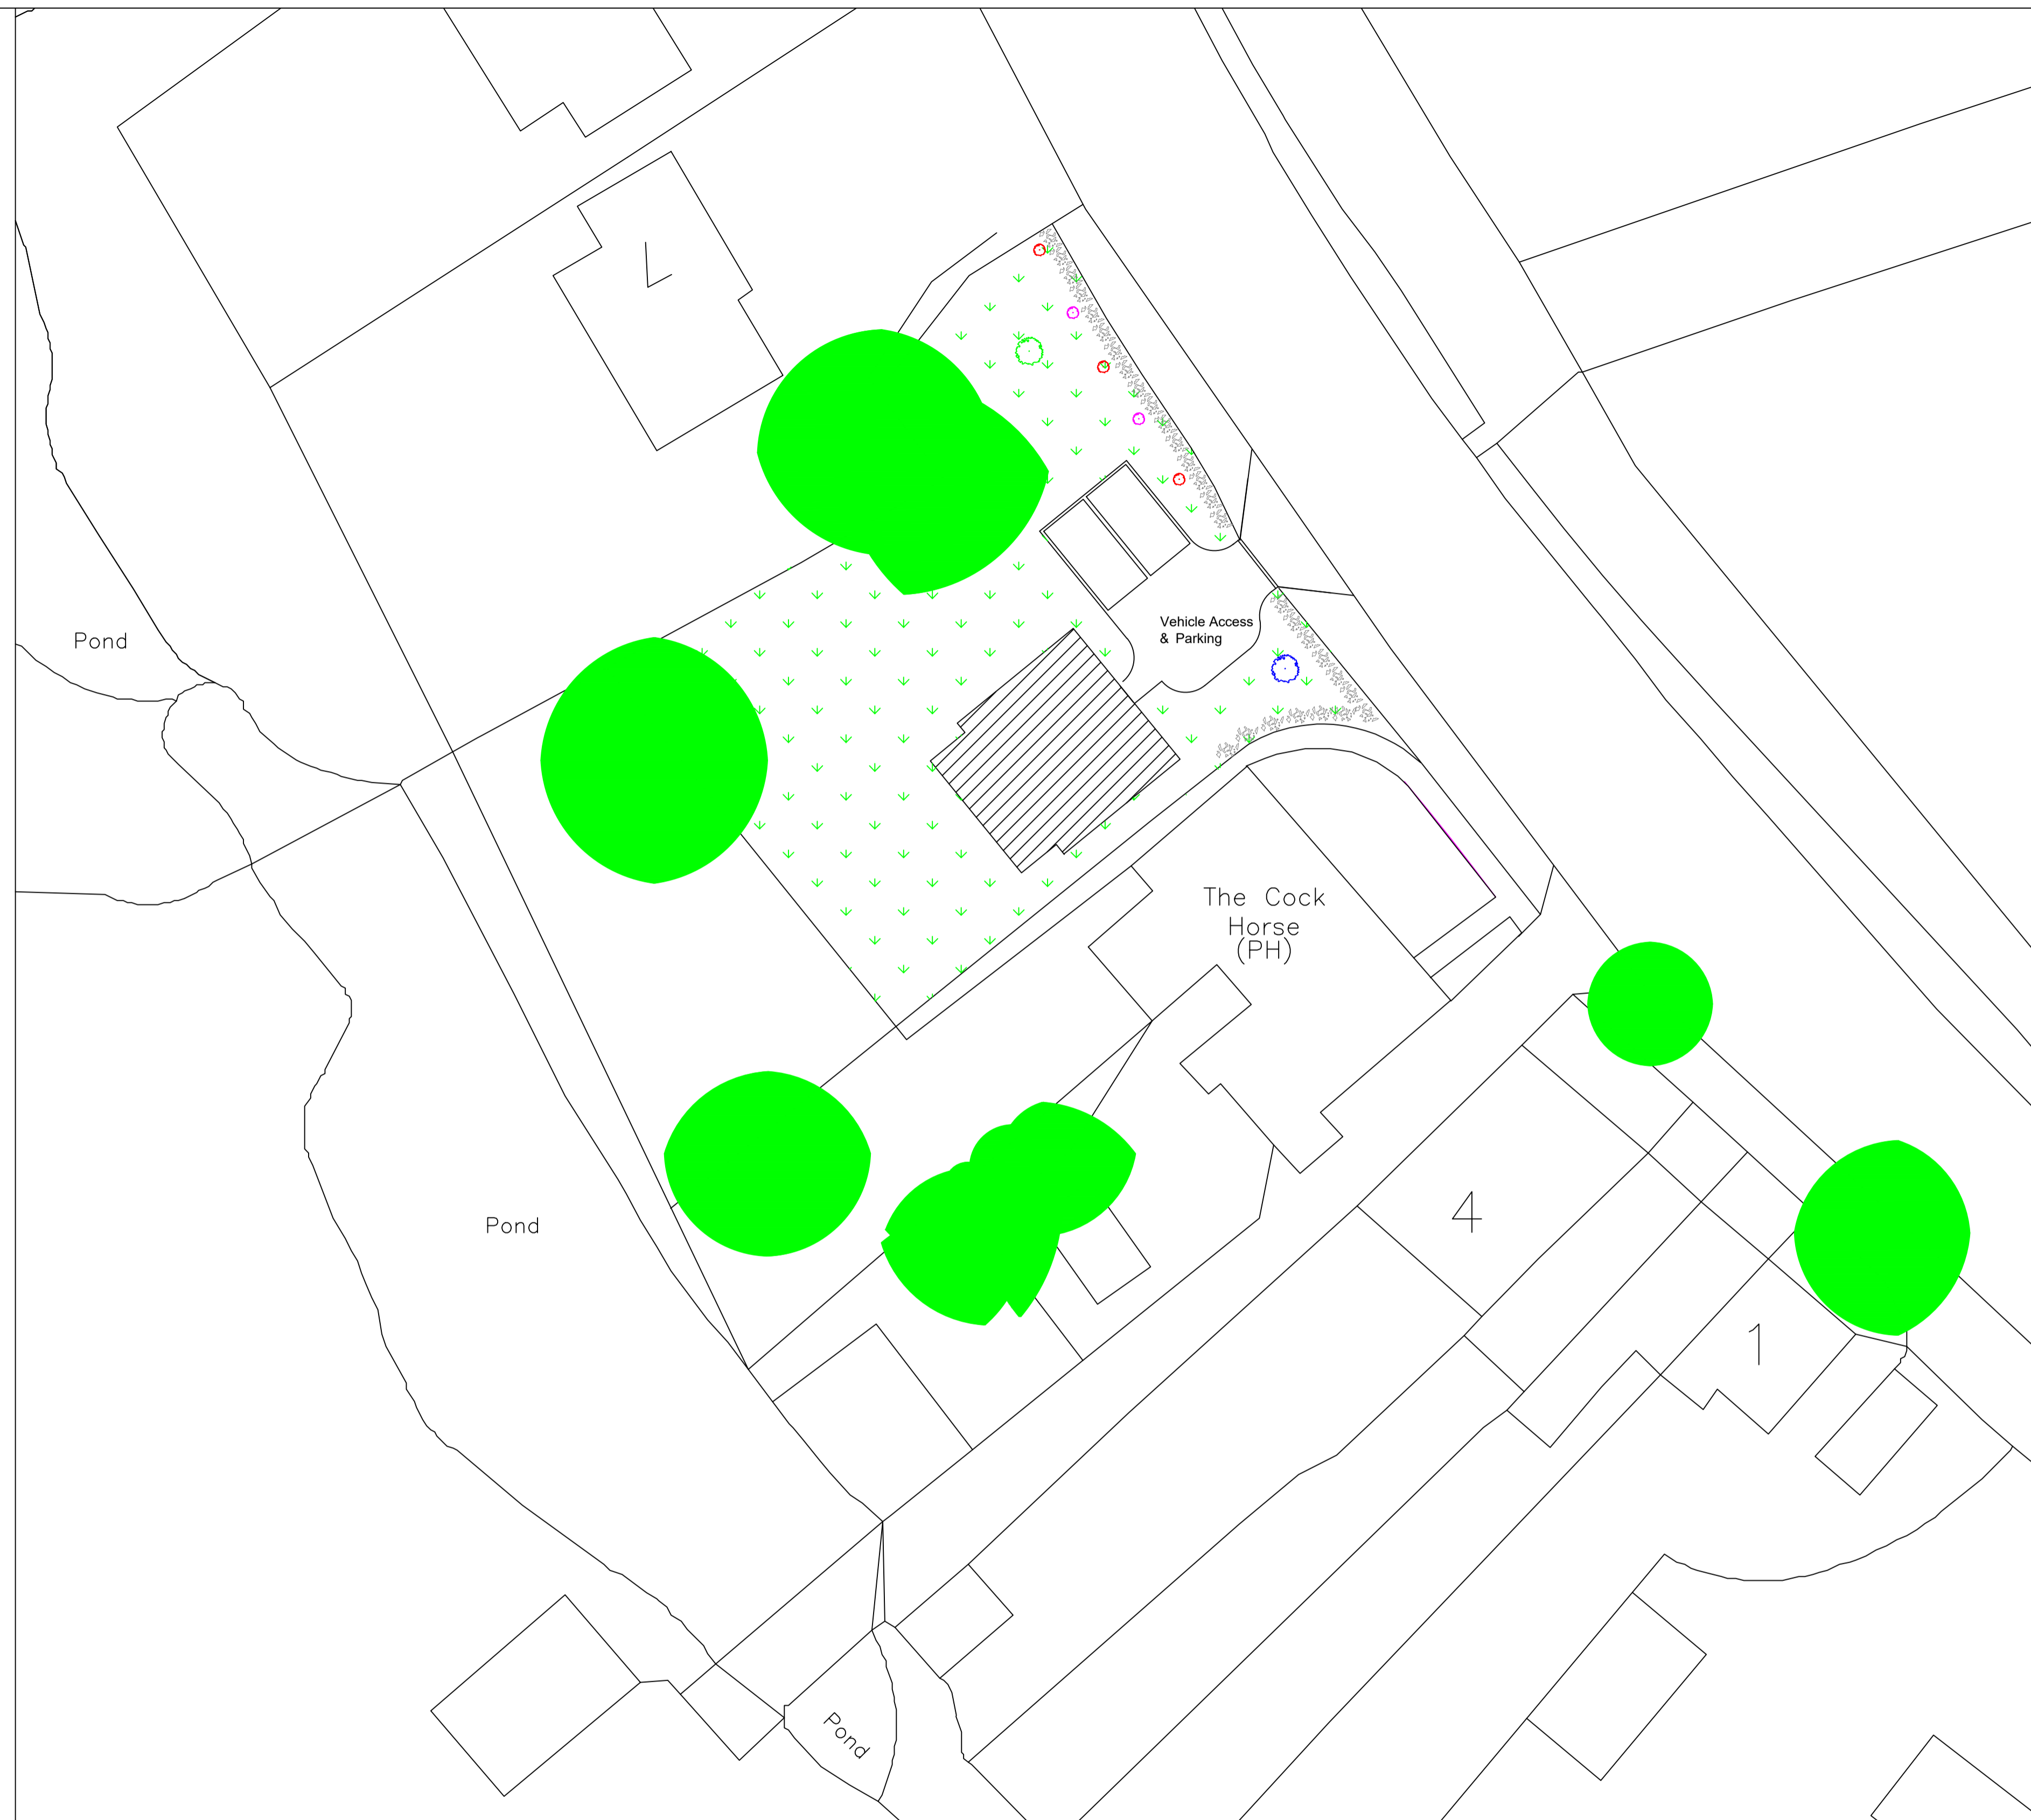 Pond
Vehicle Access
& Parking
The Cock
Horse
(PH)
4
Pond
1
Pond